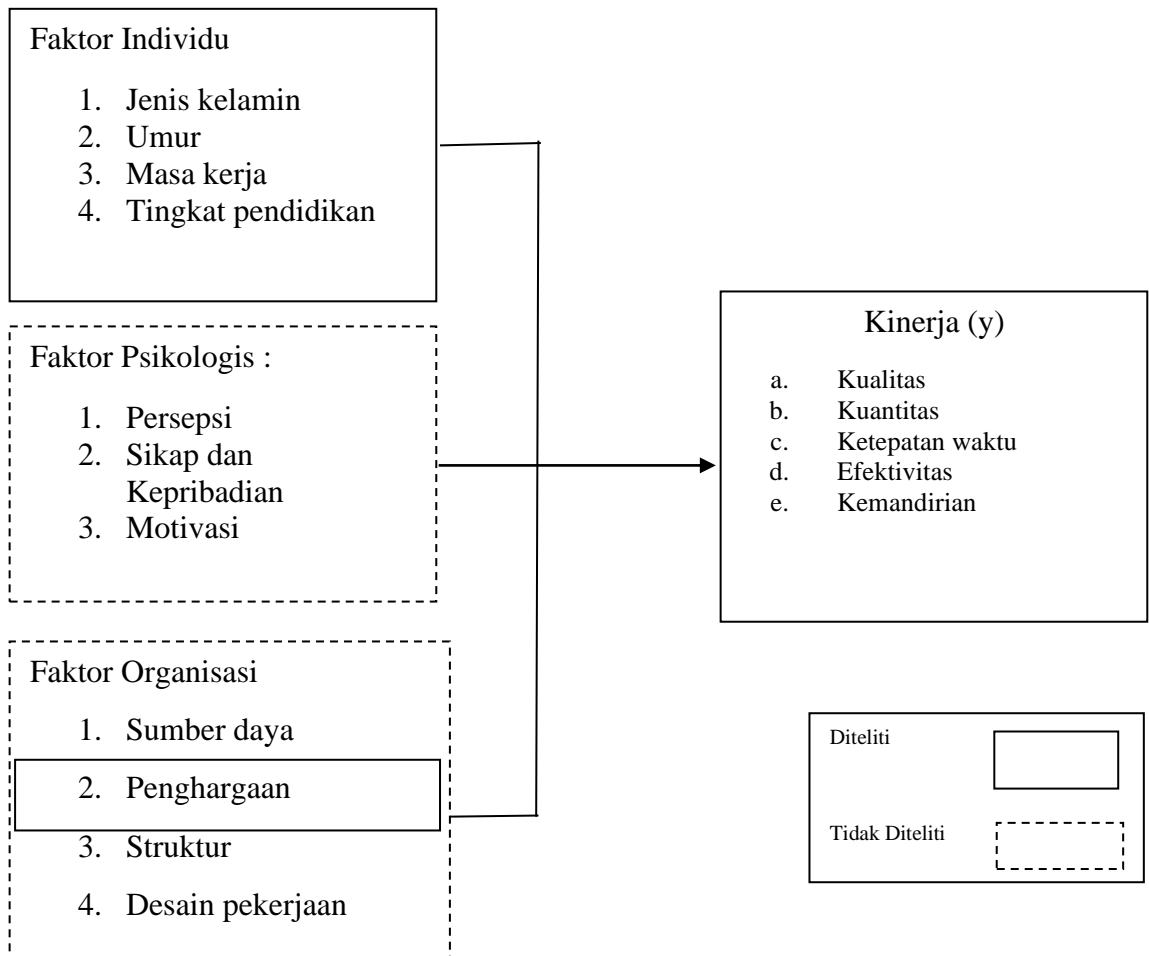 Faktor Individu
1. Jenis kelamin
2. Umur
3. Masa kerja
4. Tingkat pendidikan
Faktor Psikologis :
1. Persepsi
2. Sikap dan
Kepribadian
3. Motivasi
Faktor Organisasi
1. Sumber daya
2. Penghargaan
3. Struktur
4. Desain pekerjaan
Kinerja (y)
a. Kualitas
b. Kuantitas
c. Ketepatan waktu
d. Efektivitas
e. Kemandirian
Diteliti
Tidak Diteliti